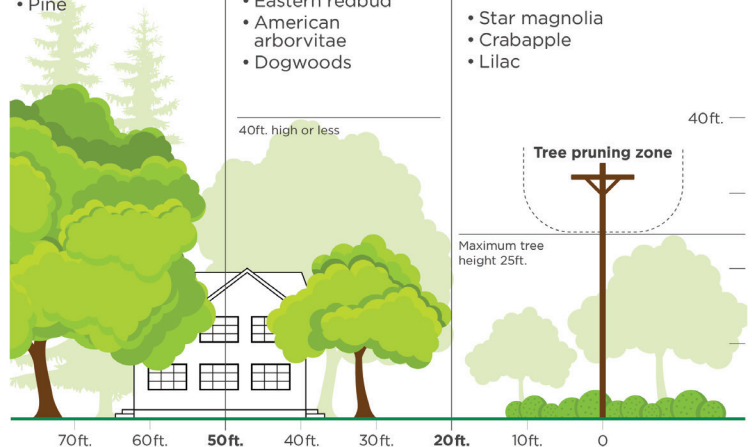 • Pine
• Eastern redbud
• American
arborvitae
• Dogwoods
• Star magnolia
• Crabapple
• Lilac
40ft. high or less
40ft.
Tree pruning zone
Maximum tree
height 25ft.
70ft.
60ft.
50ft.
40ft.
30ft.
20ft.
10ft.
0